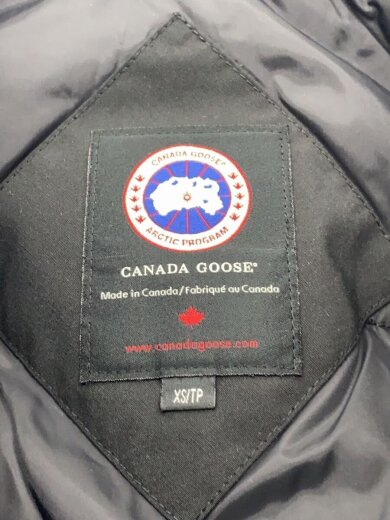 CANADA GOOSE®
ARCTIC PROGRAM
CANADA GOOSE®
Made in Canada/Fabriqué au Canada
www.canadagoose.com
XS/TP